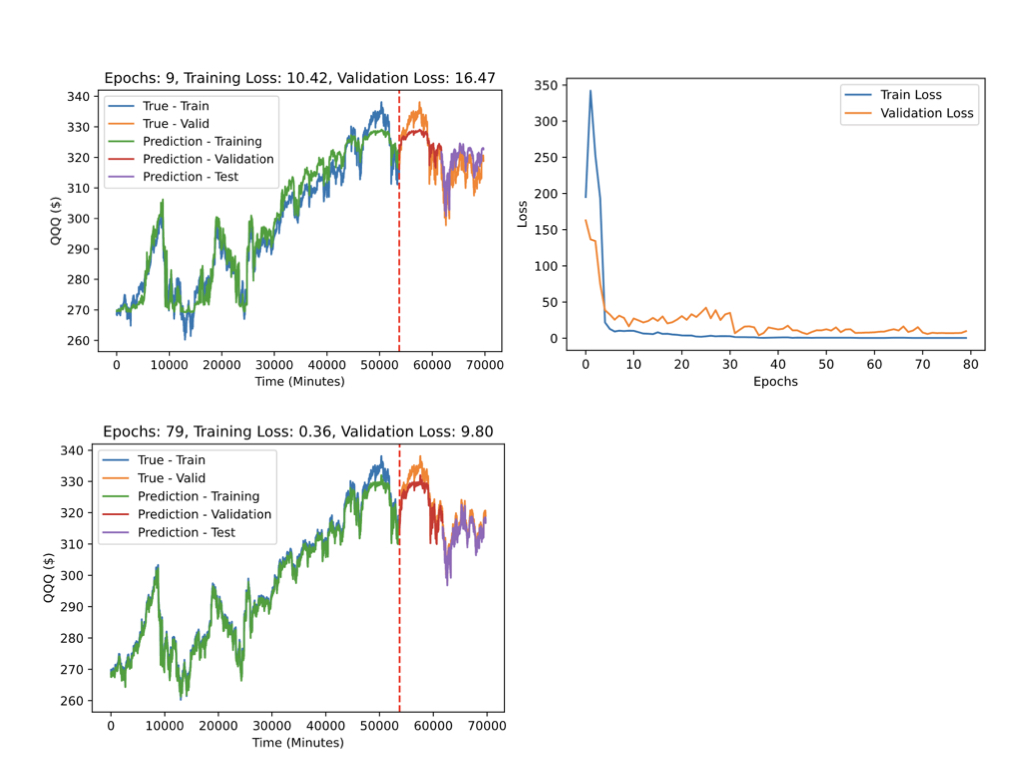 Epochs: 9, Training Loss: 10.42, Validation Loss: 16.47
340
330
320
310
300
290
280
270
260
QQQ ($)
True - Train
True - Valid
Prediction - Training
Prediction - Validation
Prediction - Test
0 10000 20000 30000 40000 50000 60000 70000
Time (Minutes)
350
300
250
200
150
100
50
0
Loss
Train Loss
Validation Loss
0 10 20 30 40 50 60 70 80
Epochs
Epochs: 79, Training Loss: 0.36, Validation Loss: 9.80
340
330
320
310
300
290
280
270
260
QQQ ($)
True - Train
True - Valid
Prediction - Training
Prediction - Validation
Prediction - Test
0 10000 20000 30000 40000 50000 60000 70000
Time (Minutes)